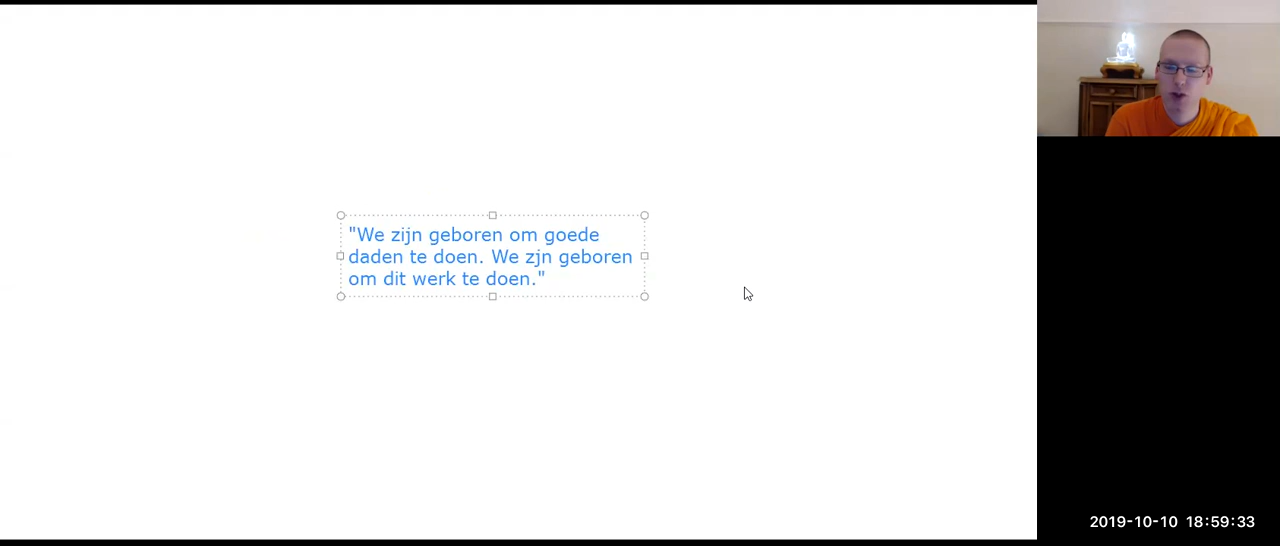 "We zijn geboren om goede
daden te doen. We zjn geboren
om dit werk te doen."
2019-10-10 18:59:33